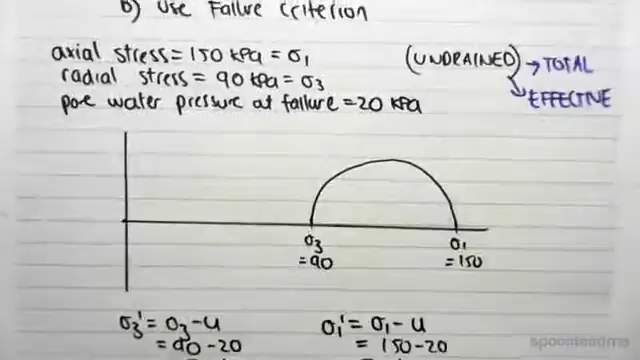 b) Use Failure Criterion
axial stress = 150 kPa = σ₁
(UNDRAINED) → TOTAL
radial stress = 90 kPa = σ₃
→ EFFECTIVE
pore water pressure at failure = 20 kPa
σ₃
= 90
σ₁
= 150
σ₃' = σ₃ - u
= 90 - 20
σ₁' = σ₁ - u
= 150 - 20
spoonfeedme